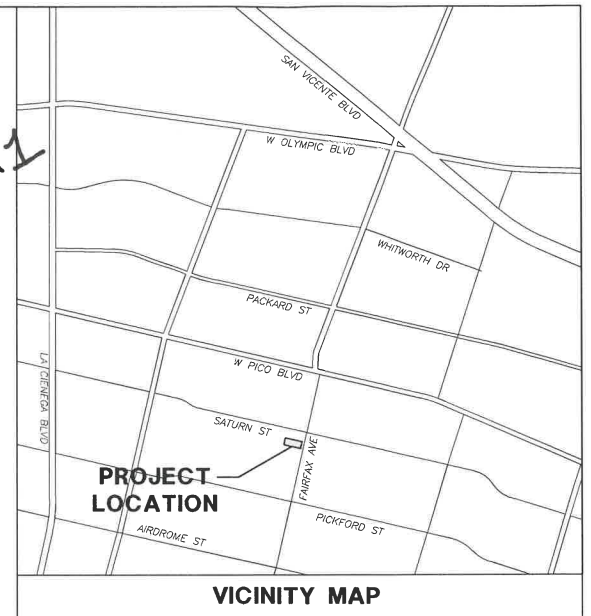 SAN VICENTE BLVD
W OLYMPIC BLVD
WHITWORTH DR
PACKARD ST
W PICO BLVD
LA CIENEGA BLVD
SATURN ST
FAIRFAX AVE
PROJECT
LOCATION
PICKFORD ST
AIRDROME ST
VICINITY MAP